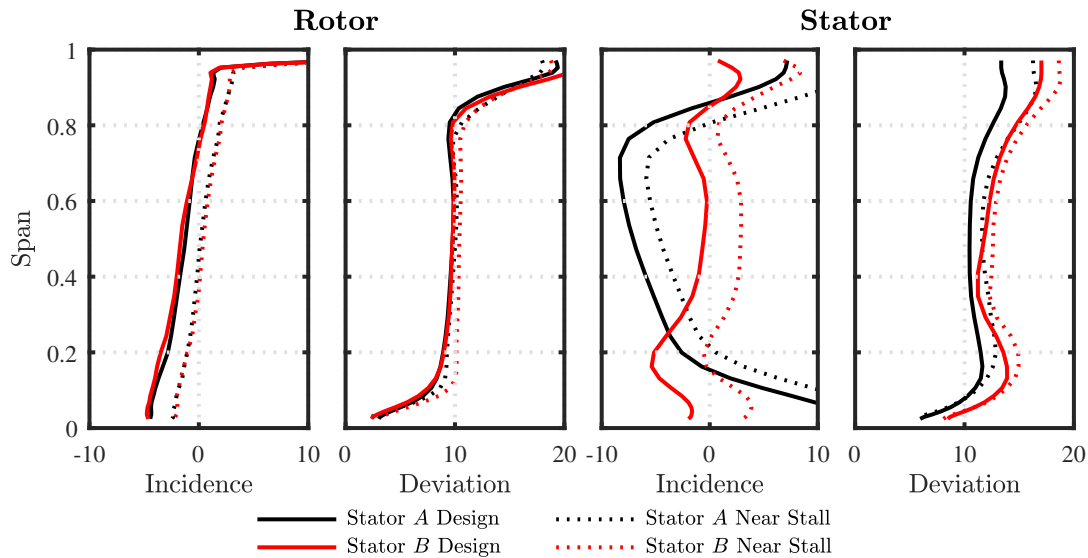 Rotor Stator
1
0.8
0.6
0.4
0.2
0
Span
-10 0 10 0 10 20 -10 0 10 0 10 20
Incidence Deviation Incidence Deviation
Stator A Design Stator A Near Stall
Stator B Design Stator B Near Stall